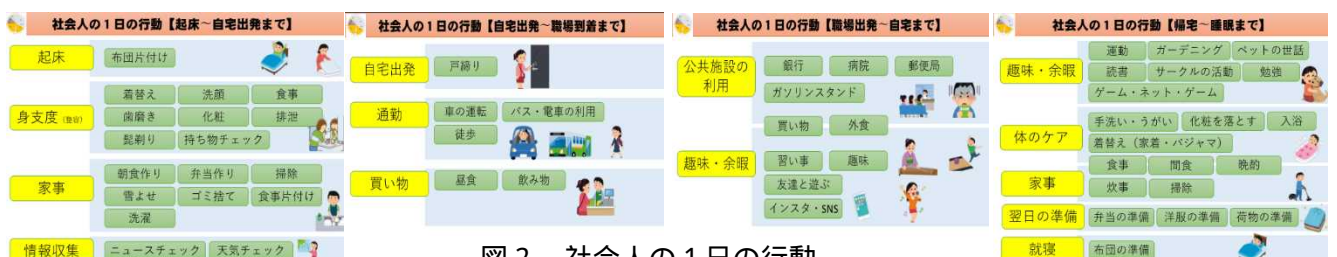 社会人の1日の行動【起床～自宅出発まで】
起床
布団片付け
身支度(整容)
着替え 洗顔 食事
歯磨き 化粧 排泄
髭剃り 持ち物チェック
家事
朝食作り 弁当作り 掃除
雪よせ ゴミ捨て 食事片付け
洗濯
情報収集
ニュースチェック 天気チェック
社会人の1日の行動【自宅出発～職場到着まで】
自宅出発
戸締り
通勤
車の運転 バス・電車の利用
徒歩
買い物
昼食 飲み物
社会人の1日の行動【職場出発～自宅まで】
公共施設の
利用
銀行 病院 郵便局
ガソリンスタンド
買い物 外食
趣味・余暇
習い事 趣味
友達と遊ぶ
インスタ・SNS
社会人の1日の行動【帰宅～睡眠まで】
趣味・余暇
運動 ガーデニング ペットの世話
読書 サークルの活動 勉強
ゲーム・ネット・ゲーム
体のケア
手洗い・うがい 化粧を落とす 入浴
着替え(家着・パジャマ)
食事 間食 晩酌
家事
炊事 掃除
翌日の準備
弁当の準備 洋服の準備 荷物の準備
就寝
布団の準備
図2 社会人の1日の行動